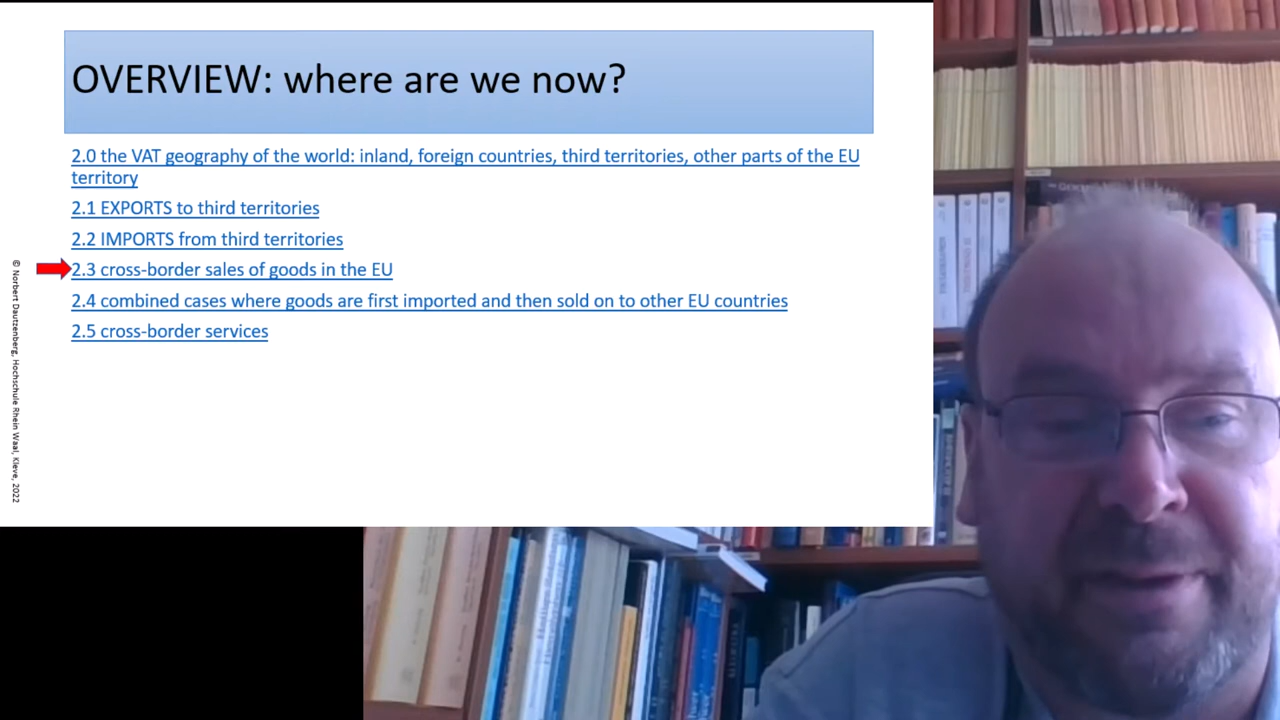 OVERVIEW: where are we now?
2.0 the VAT geography of the world: inland, foreign countries, third territories, other parts of the EU
territory
2.1 EXPORTS to third territories
2.2 IMPORTS from third territories
2.3 cross-border sales of goods in the EU
2.4 combined cases where goods are first imported and then sold on to other EU countries
2.5 cross-border services
© Norbert Dautzenberg, Hochschule Rhein Waal, Kleve, 2022